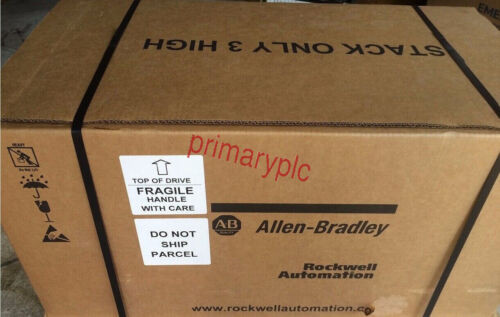 STACK ONLY 3 HIGH
primaryplc
HEAVY
TOP OF DRIVE
FRAGILE
HANDLE
WITH CARE
DO NOT
SHIP
PARCEL
AB
Allen-Bradley
Rockwell
Automation
www.rockwellautomation.co